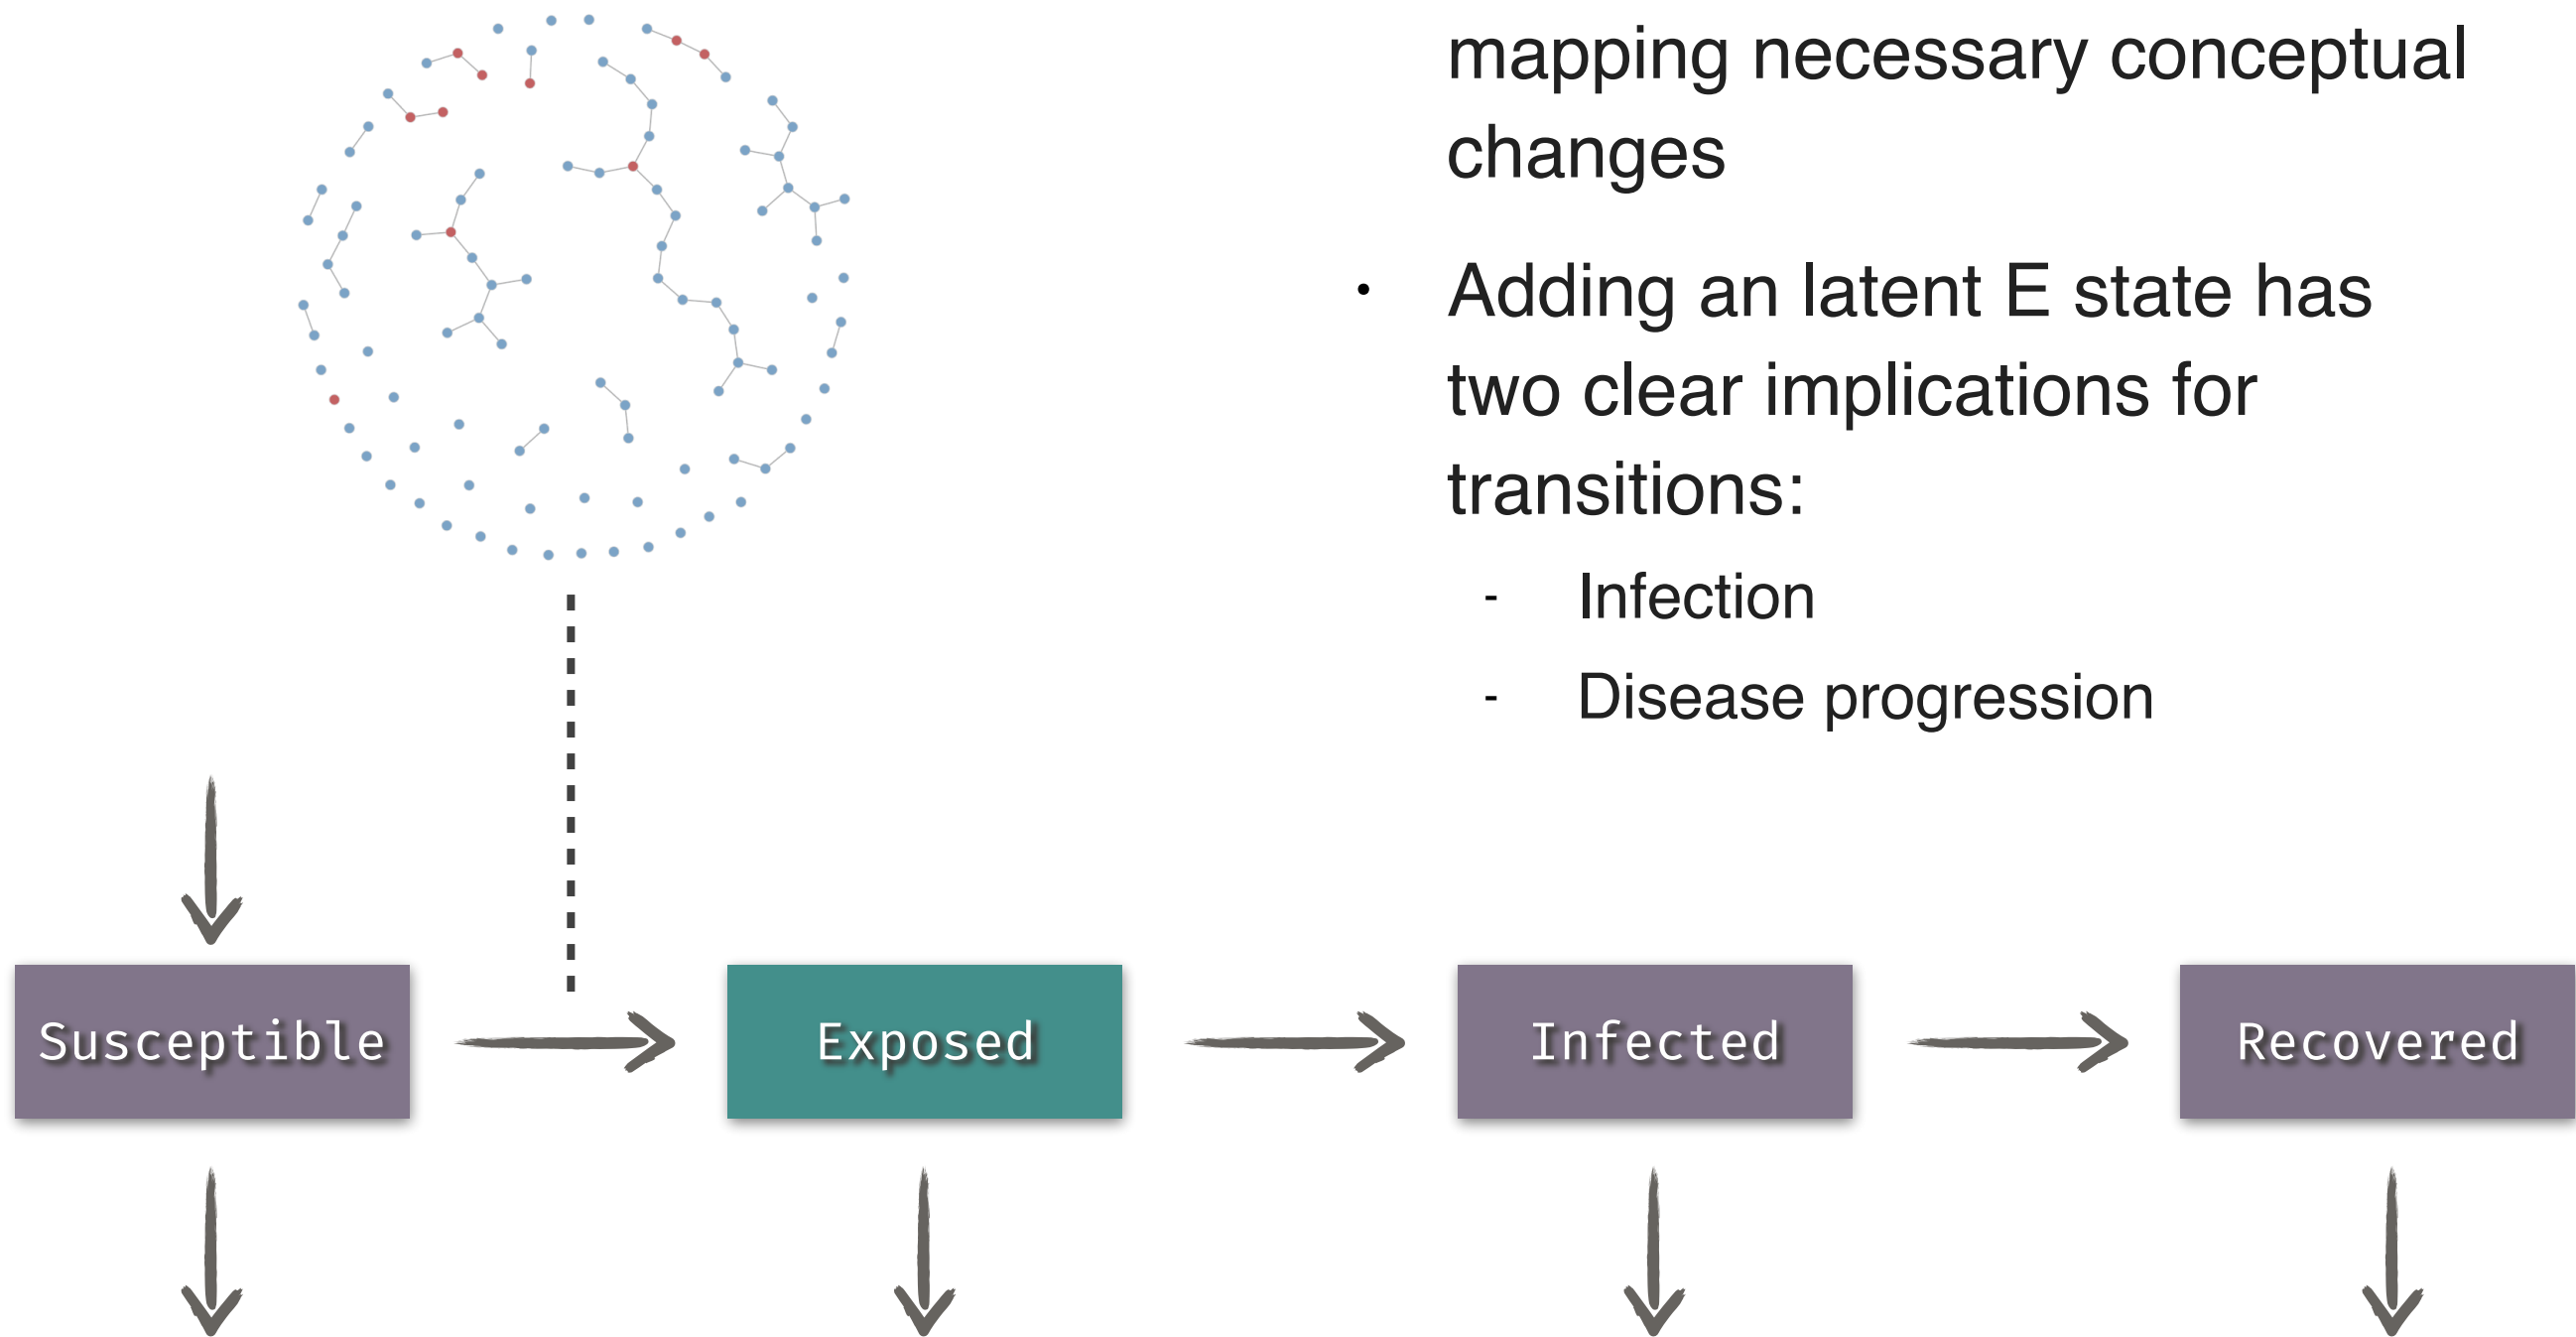 mapping necessary conceptual
changes
• Adding an latent E state has
two clear implications for
transitions:
- Infection
- Disease progression
Susceptible
Exposed
Infected
Recovered